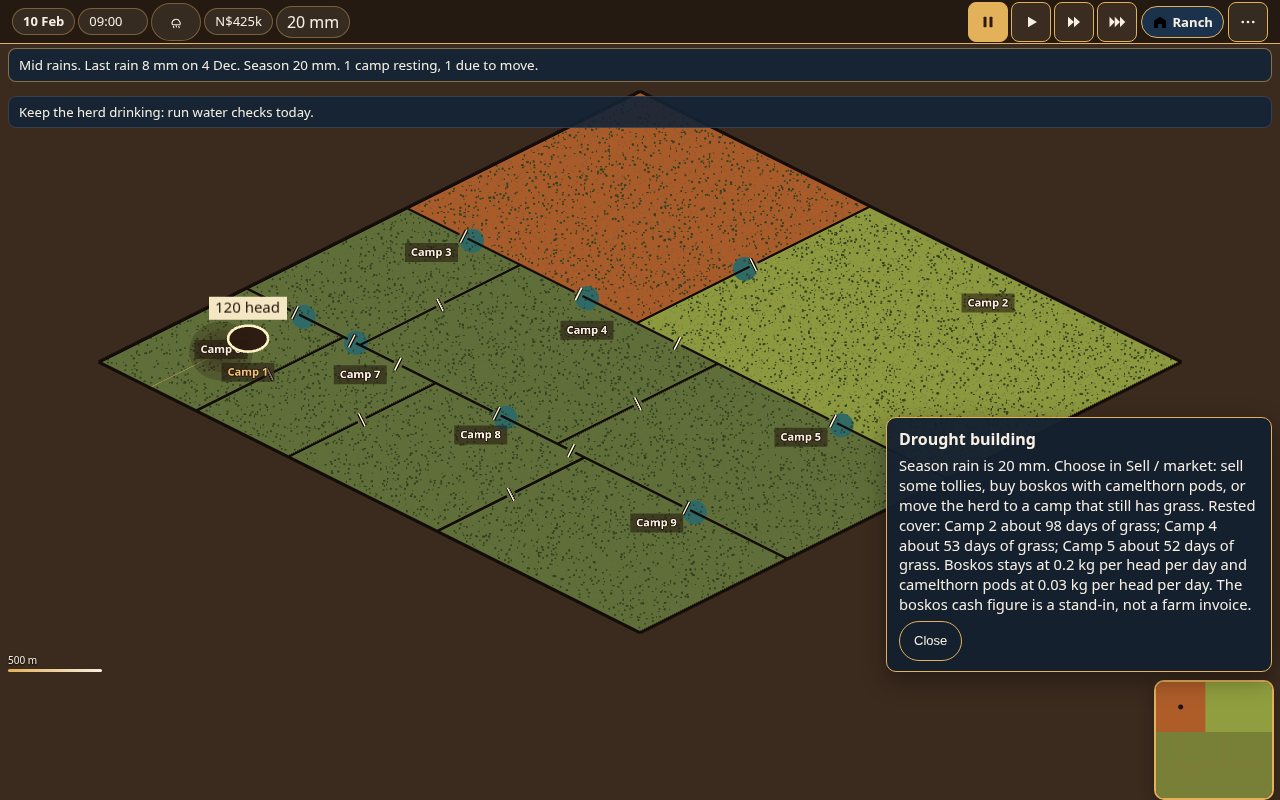 10 Feb
09:00
N$425k
20 mm
Ranch
Mid rains. Last rain 8 mm on 4 Dec. Season 20 mm. 1 camp resting, 1 due to move.
Keep the herd drinking: run water checks today.
Camp 3
Camp 2
120 head
Camp 4
Camp
Camp 1
Camp 7
Camp 8
Camp 5
Camp 9
Drought building
Season rain is 20 mm. Choose in Sell / market: sell
some tollies, buy boskos with camelthorn pods, or
move the herd to a camp that still has grass. Rested
cover: Camp 2 about 98 days of grass; Camp 4
about 53 days of grass; Camp 5 about 52 days of
grass. Boskos stays at 0.2 kg per head per day and
camelthorn pods at 0.03 kg per head per day. The
boskos cash figure is a stand-in, not a farm invoice.
Close
500 m